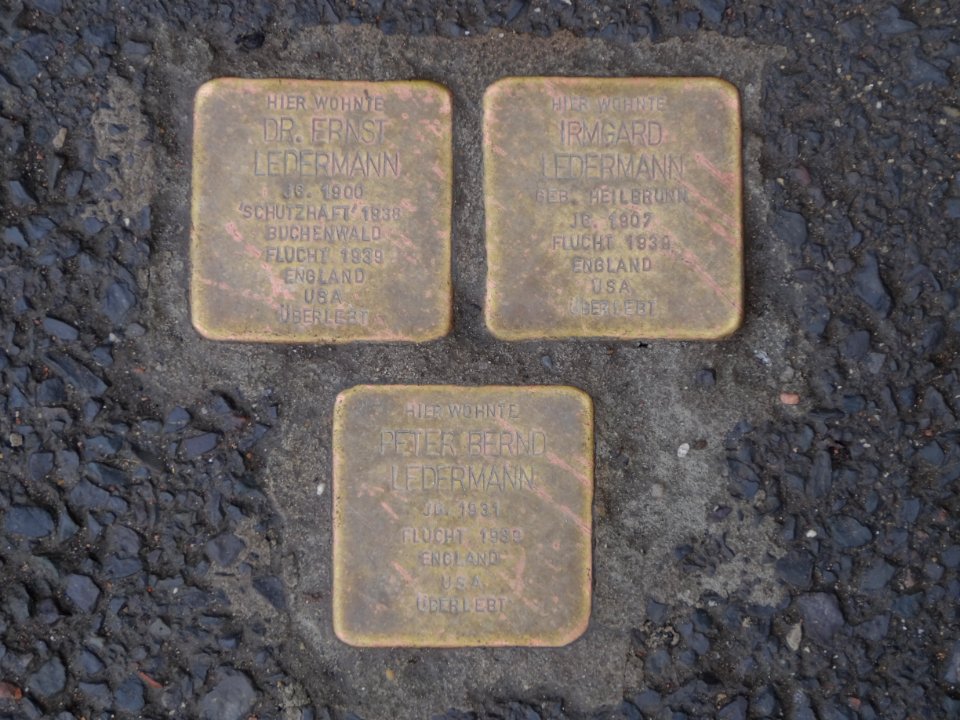 HIER WOHNTE
DR. ERNST
LEDERMANN
JG. 1900
'SCHUTZHAFT' 1938
BUCHENWALD
FLUCHT 1939
ENGLAND
USA
ÜBERLEBT
HIER WOHNTE
IRMGARD
LEDERMANN
GEB. HEILBRUNN
JG. 1907
FLUCHT 1939
ENGLAND
USA
ÜBERLEBT
HIER WOHNTE
PETER BERND
LEDERMANN
JG. 1931
FLUCHT 1939
ENGLAND
USA
ÜBERLEBT